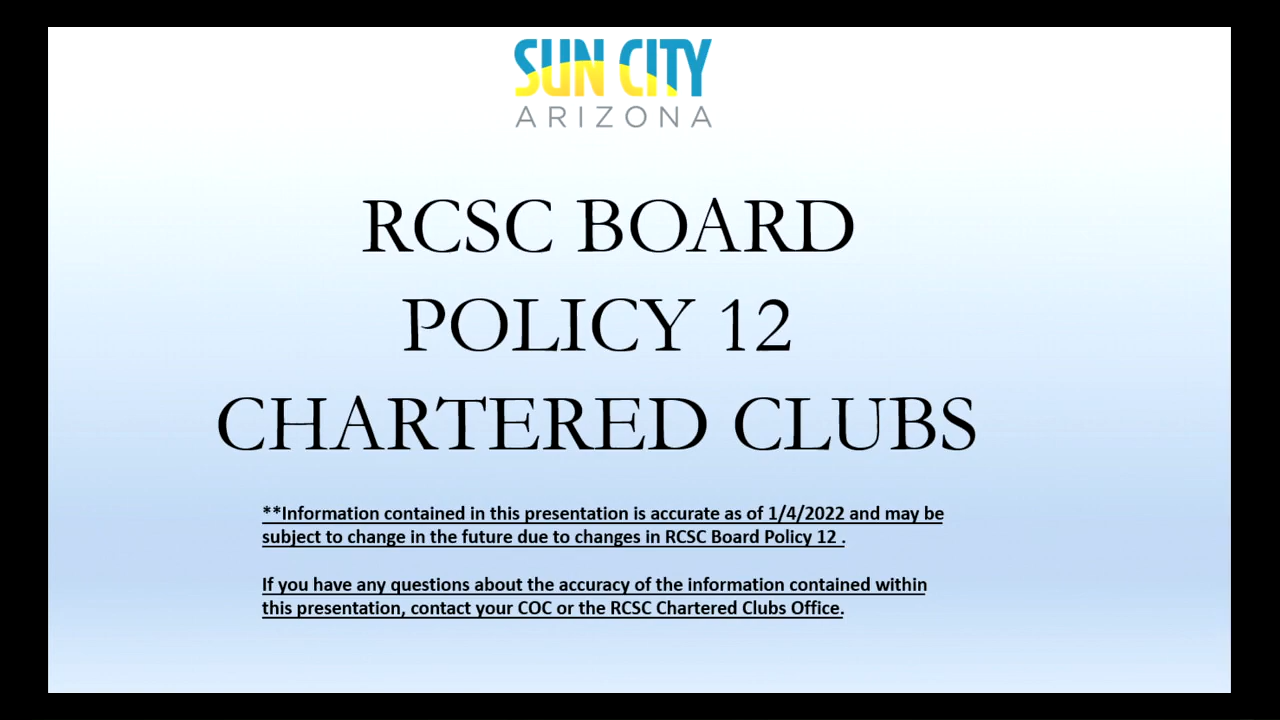 SUN CITY
ARIZONA
RCSC BOARD
POLICY 12
CHARTERED CLUBS
**Information contained in this presentation is accurate as of 1/4/2022 and may be
subject to change in the future due to changes in RCSC Board Policy 12 .
If you have any questions about the accuracy of the information contained within
this presentation, contact your COC or the RCSC Chartered Clubs Office.